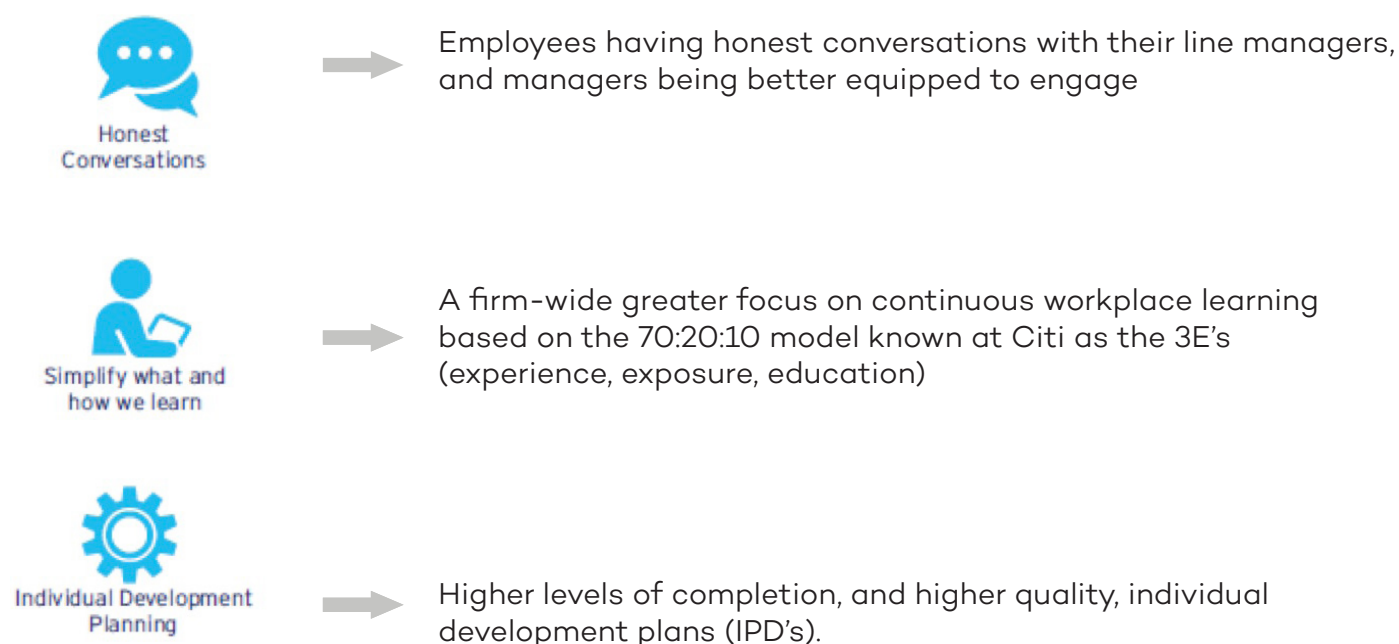 Honest
Conversations
Employees having honest conversations with their line managers,
and managers being better equipped to engage
Simplify what and
how we learn
A firm-wide greater focus on continuous workplace learning
based on the 70:20:10 model known at Citi as the 3E’s
(experience, exposure, education)
Individual Development
Planning
Higher levels of completion, and higher quality, individual
development plans (IPD’s).